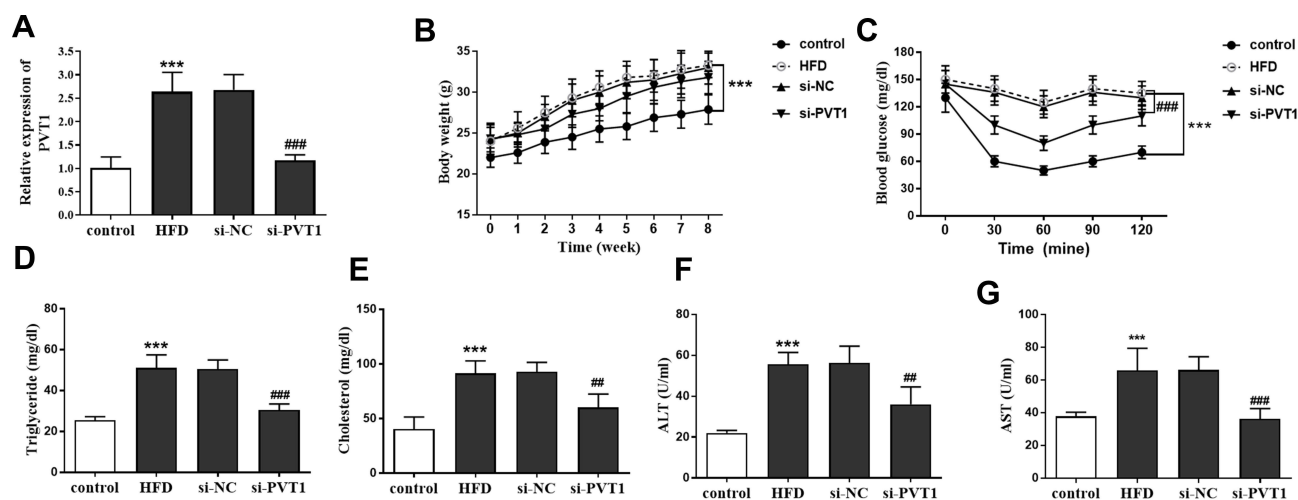 A
Relative expression of
PVT1
3.5
3.0
2.5
2.0
1.5
1.0
0.5
0.0
***
###
control HFD si-NC si-PVT1
B
Body weight (g)
35
30
25
20
15
0 1 2 3 4 5 6 7 8
Time (week)
control
HFD
si-NC
si-PVT1
***
C
Blood glucose (mg/dl)
180
150
120
90
60
30
0
0 30 60 90 120
Time (mine)
control
HFD
si-NC
si-PVT1
###
***
D
Triglyceride (mg/dl)
80
60
40
20
0
***
###
control HFD si-NC si-PVT1
E
Cholesterol (mg/dl)
150
100
50
0
***
##
control HFD si-NC si-PVT1
F
ALT (U/ml)
80
60
40
20
0
***
##
control HFD si-NC si-PVT1
G
AST (U/ml)
100
80
60
40
20
0
***
###
control HFD si-NC si-PVT1